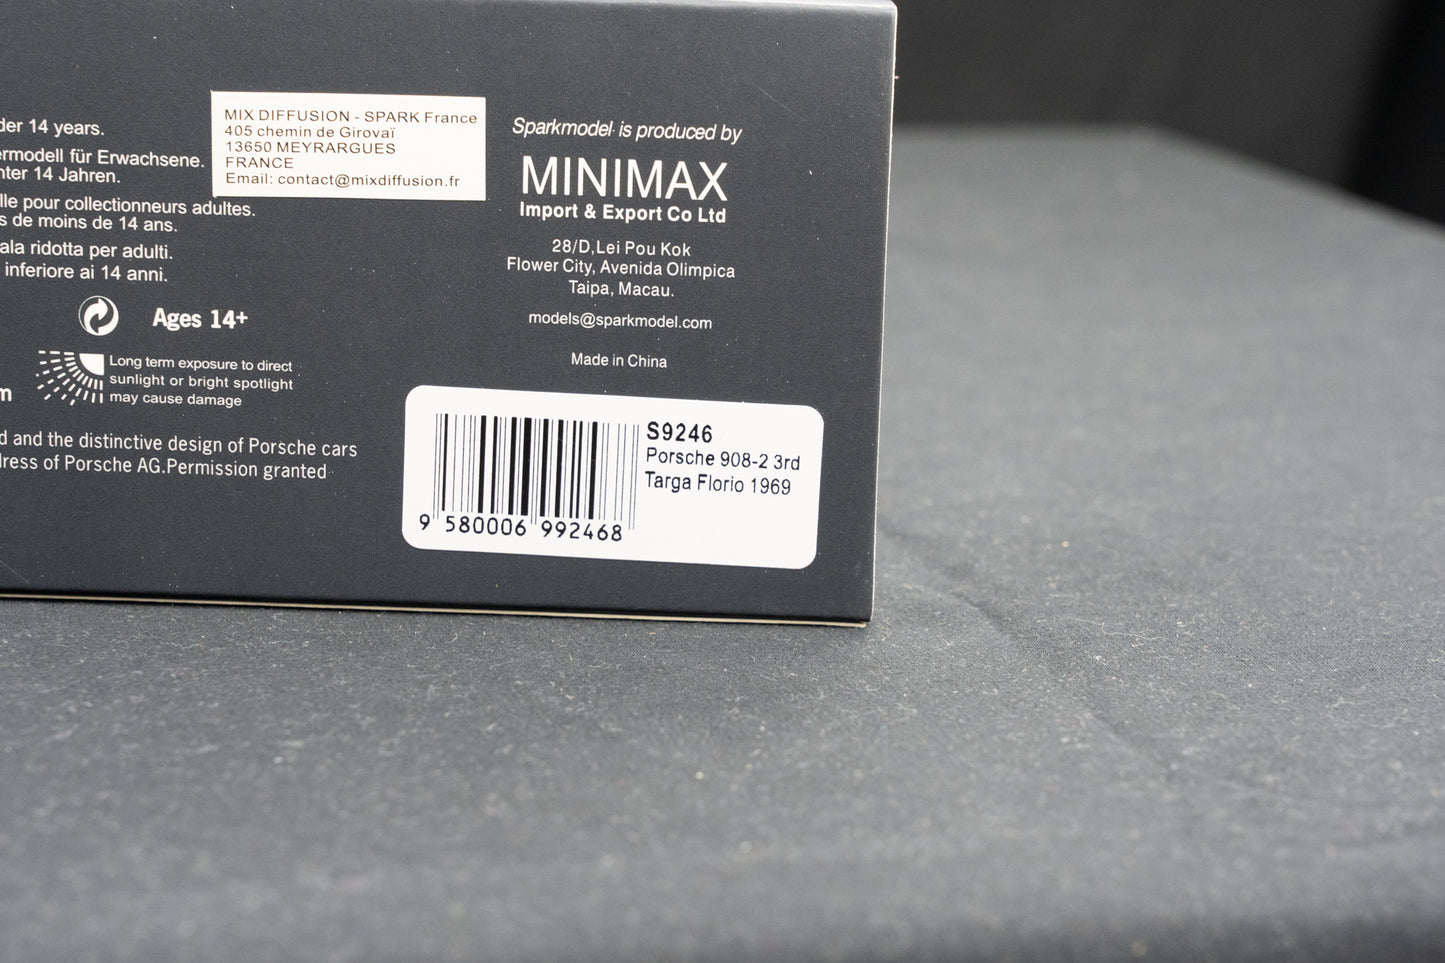 der 14 years.
ermodell für Erwachsene.
nter 14 Jahren.
lle pour collectionneurs adultes.
s de moins de 14 ans.
ala ridotta per adulti.
inferiore ai 14 anni.
Ages 14+
Long term exposure to direct
sunlight or bright spotlight
may cause damage
m
d and the distinctive design of Porsche cars
dress of Porsche AG.Permission granted
MIX DIFFUSION - SPARK France
405 chemin de Girovaï
13650 MEYRARGUES
FRANCE
Email: contact@mixdiffusion.fr
Sparkmodel is produced by
MINIMAX
Import & Export Co Ltd
28/D,Lei Pou Kok
Flower City, Avenida Olimpica
Taipa, Macau.
models@sparkmodel.com
Made in China
S9246
Porsche 908-2 3rd
Targa Florio 1969
9 580006 992468